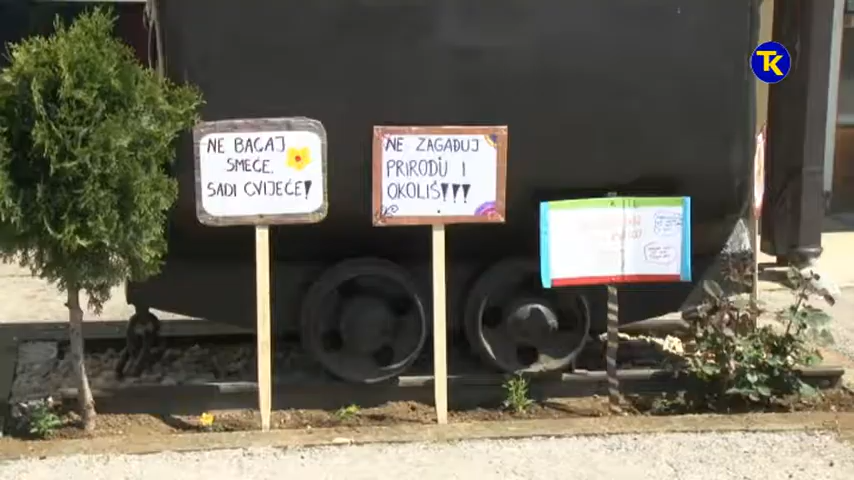 TK
NE BACAJ
SMEĆE.
SADI CVIJEĆE!
NE ZAGAĐUJ
PRIRODU I
OKOLIŠ!!!